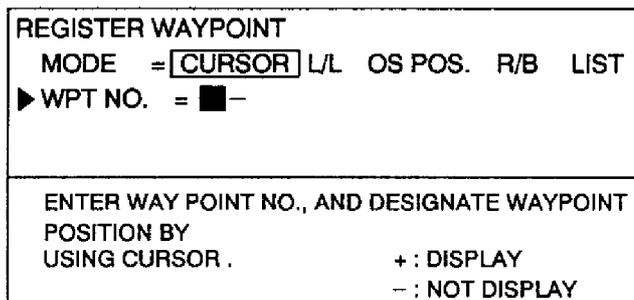 REGISTER WAYPOINT
MODE = CURSOR L/L OS POS. R/B LIST
▶ WPT NO. = ■ –
ENTER WAY POINT NO., AND DESIGNATE WAYPOINT
POSITION BY
USING CURSOR . + : DISPLAY
– : NOT DISPLAY